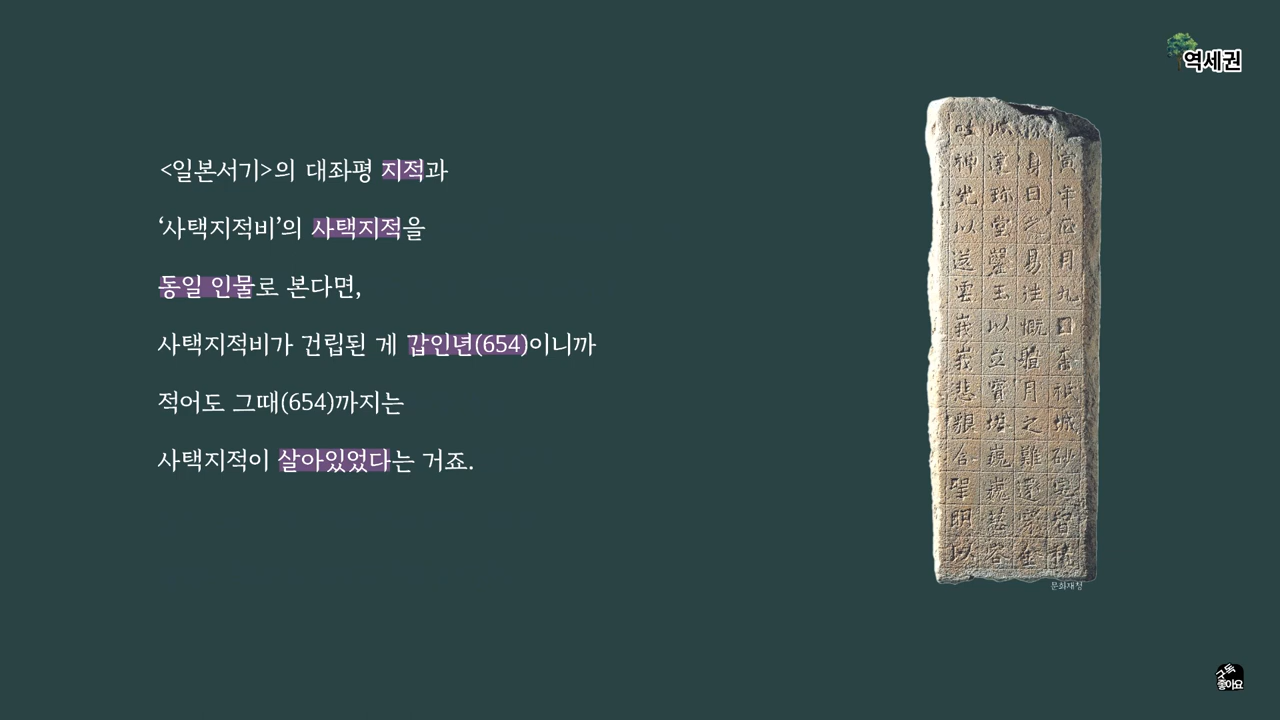 역세권
<일본서기>의 대좌평 지적과
‘사택지적비’의 사택지적을
동일 인물로 본다면,
사택지적비가 건립된 게 갑인년(654)이니까
적어도 그때(654)까지는
사택지적이 살아있었다는 거죠.
寅年正月九日奈祇城砂宅智積
身日之易往慨體月之難還穿金
以建珍堂鑿玉以立寶塔巍巍慈容
吐神光以送雲峩峩悲貌含聖明以
문화재청
구독
좋아요